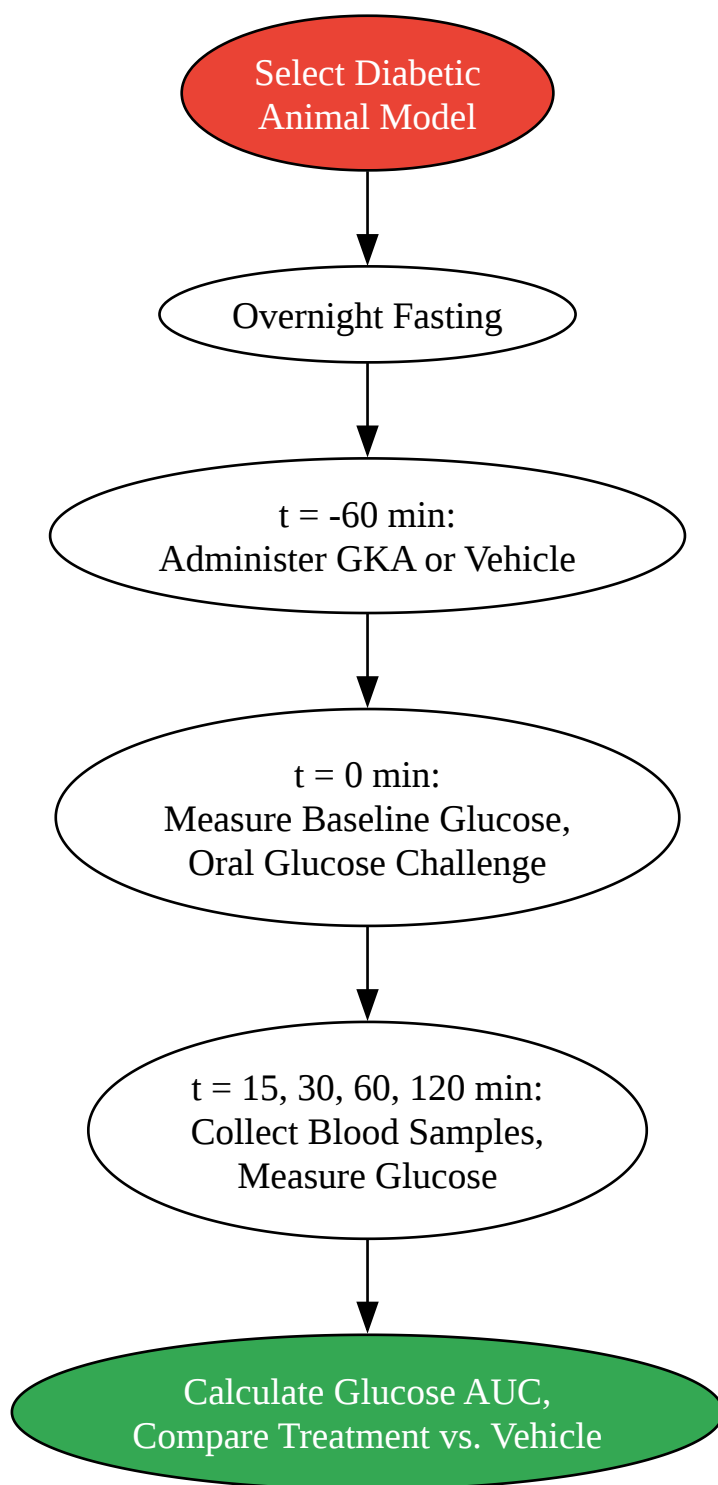 Select Diabetic
Animal Model
Overnight Fasting
t = -60 min:
Administer GKA or Vehicle
t = 0 min:
Measure Baseline Glucose,
Oral Glucose Challenge
t = 15, 30, 60, 120 min:
Collect Blood Samples,
Measure Glucose
Calculate Glucose AUC,
Compare Treatment vs. Vehicle